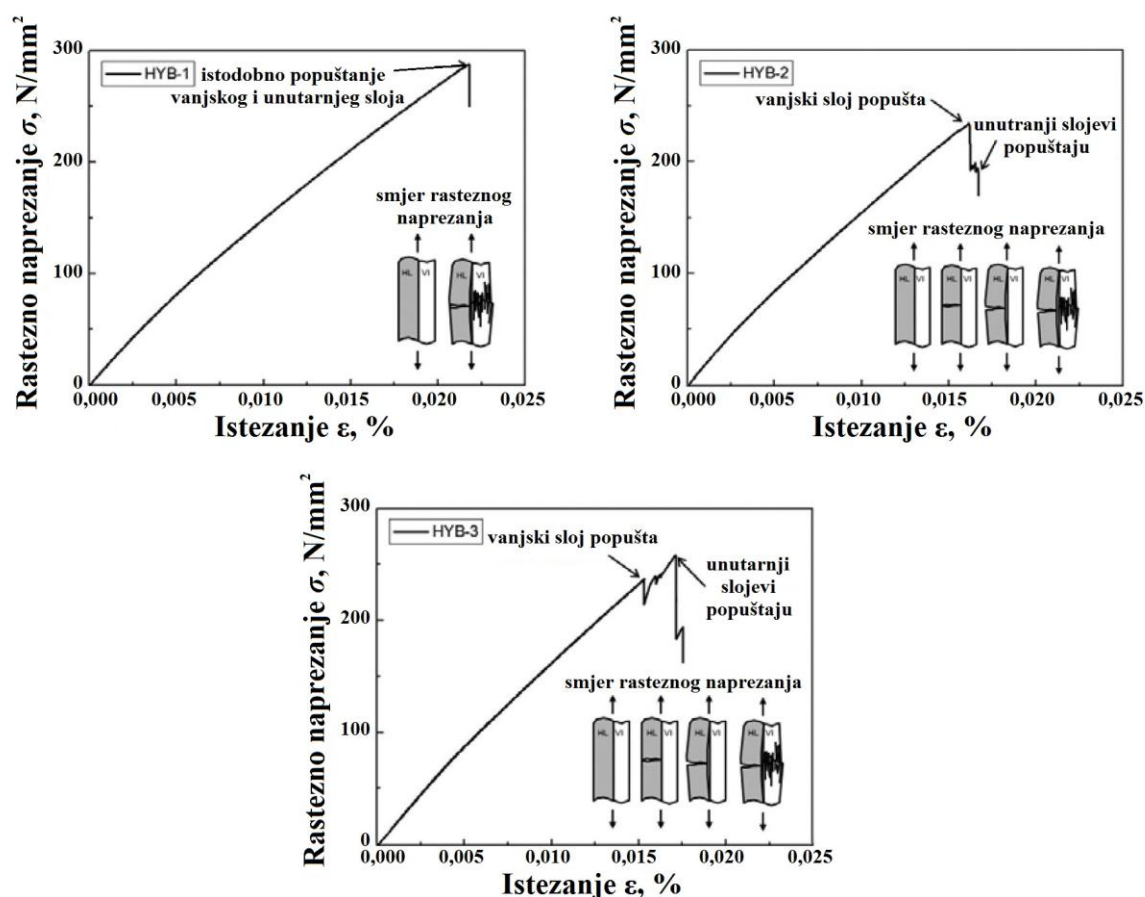 Rastezno naprezanje σ, N/mm²
300
200
100
0
HYB-1
istodobno popuštanje
vanjskog i unutarnjeg sloja
smjer rasteznog
naprezanja
HL VI
HL VI
0,000 0,005 0,010 0,015 0,020 0,025
Istezanje ε, %
Rastezno naprezanje σ, N/mm²
300
200
100
0
HYB-2
vanjski sloj popušta
unutranji slojevi
popuštaju
smjer rasteznog naprezanja
HL VI
HL VI
HL VI
HL VI
0,000 0,005 0,010 0,015 0,020 0,025
Istezanje ε, %
Rastezno naprezanje σ, N/mm²
300
200
100
0
HYB-3
vanjski sloj popušta
unutarnji
slojevi
popuštaju
smjer rasteznog naprezanja
HL VI
HL VI
HL VI
HL VI
0,000 0,005 0,010 0,015 0,020 0,025
Istezanje ε, %